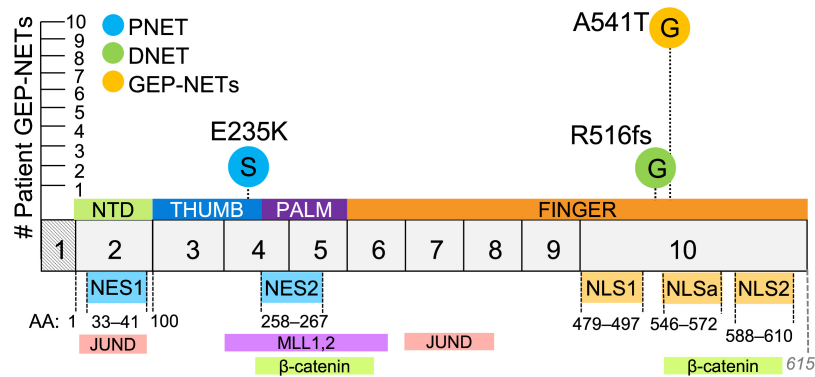 # Patient GEP-NETs
10
9
8
7
6
5
4
3
2
1
PNET
DNET
GEP-NETs
E235K
S
A541T
G
R516fs
G
NTD THUMB PALM FINGER
1 2 3 4 5 6 7 8 9 10
NES1 NES2 NLS1 NLSa NLS2
AA: 1 33–41 100 258–267 479–497 546–572
588–610
JUND MLL1,2 JUND
β-catenin β-catenin 615